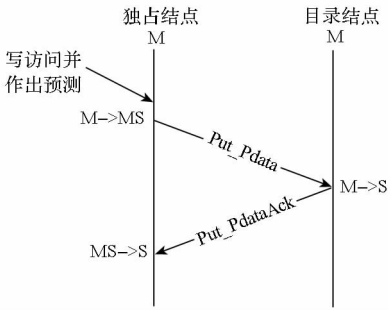 独占结点
目录结点
M
M
写访问并
作出预测
M−>MS
Put_Pdata
M−>S
Put_PdataAck
MS−>S